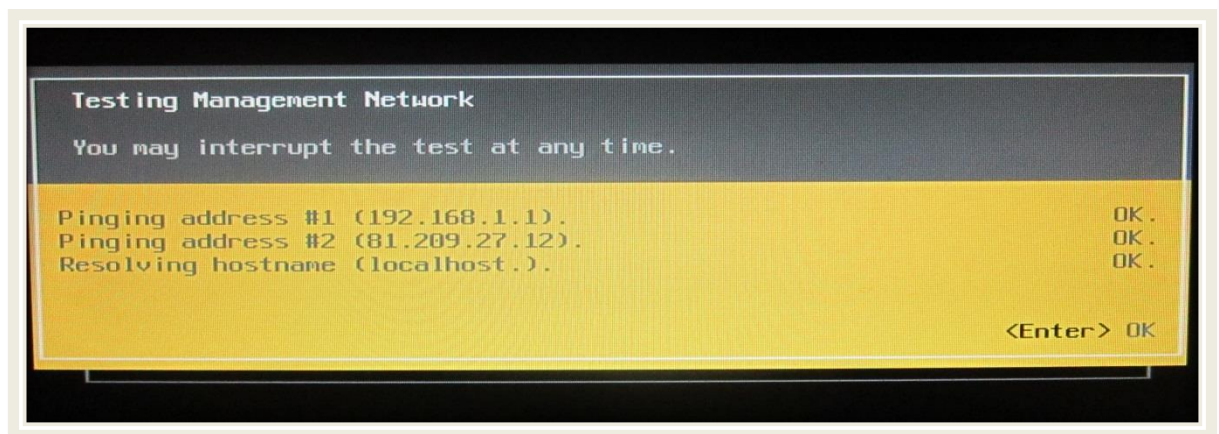 Testing Management Network
You may interrupt the test at any time.
Pinging address #1 (192.168.1.1). OK.
Pinging address #2 (81.209.27.12). OK.
Resolving hostname (localhost.). OK.
<Enter> OK